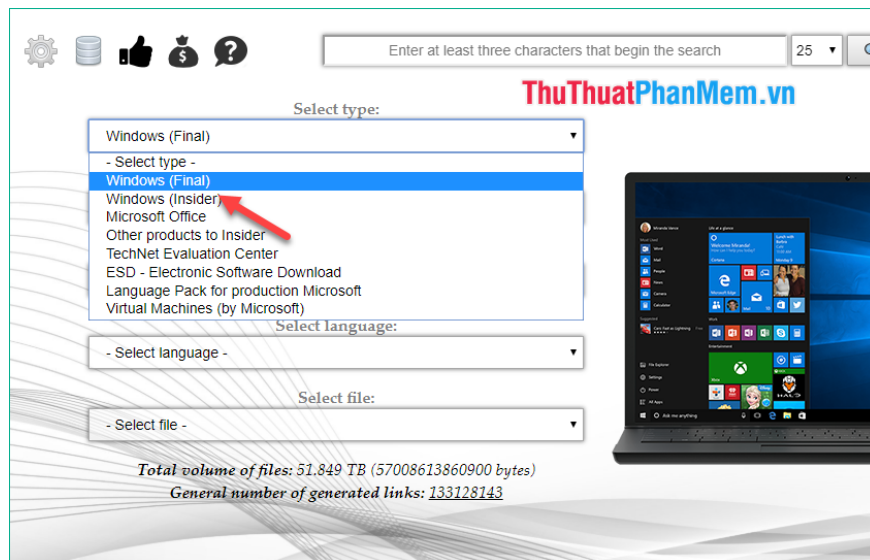 Enter at least three characters that begin the search
25
ThuThuatPhanMem.vn
Select type:
Windows (Final)
- Select type -
Windows (Final)
Windows (Insider)
Microsoft Office
Other products to Insider
TechNet Evaluation Center
ESD - Electronic Software Download
Language Pack for production Microsoft
Virtual Machines (by Microsoft)
Select language:
- Select language -
Select file:
- Select file -
Total volume of files: 51.849 TB (57008613860900 bytes)
General number of generated links: 133128143